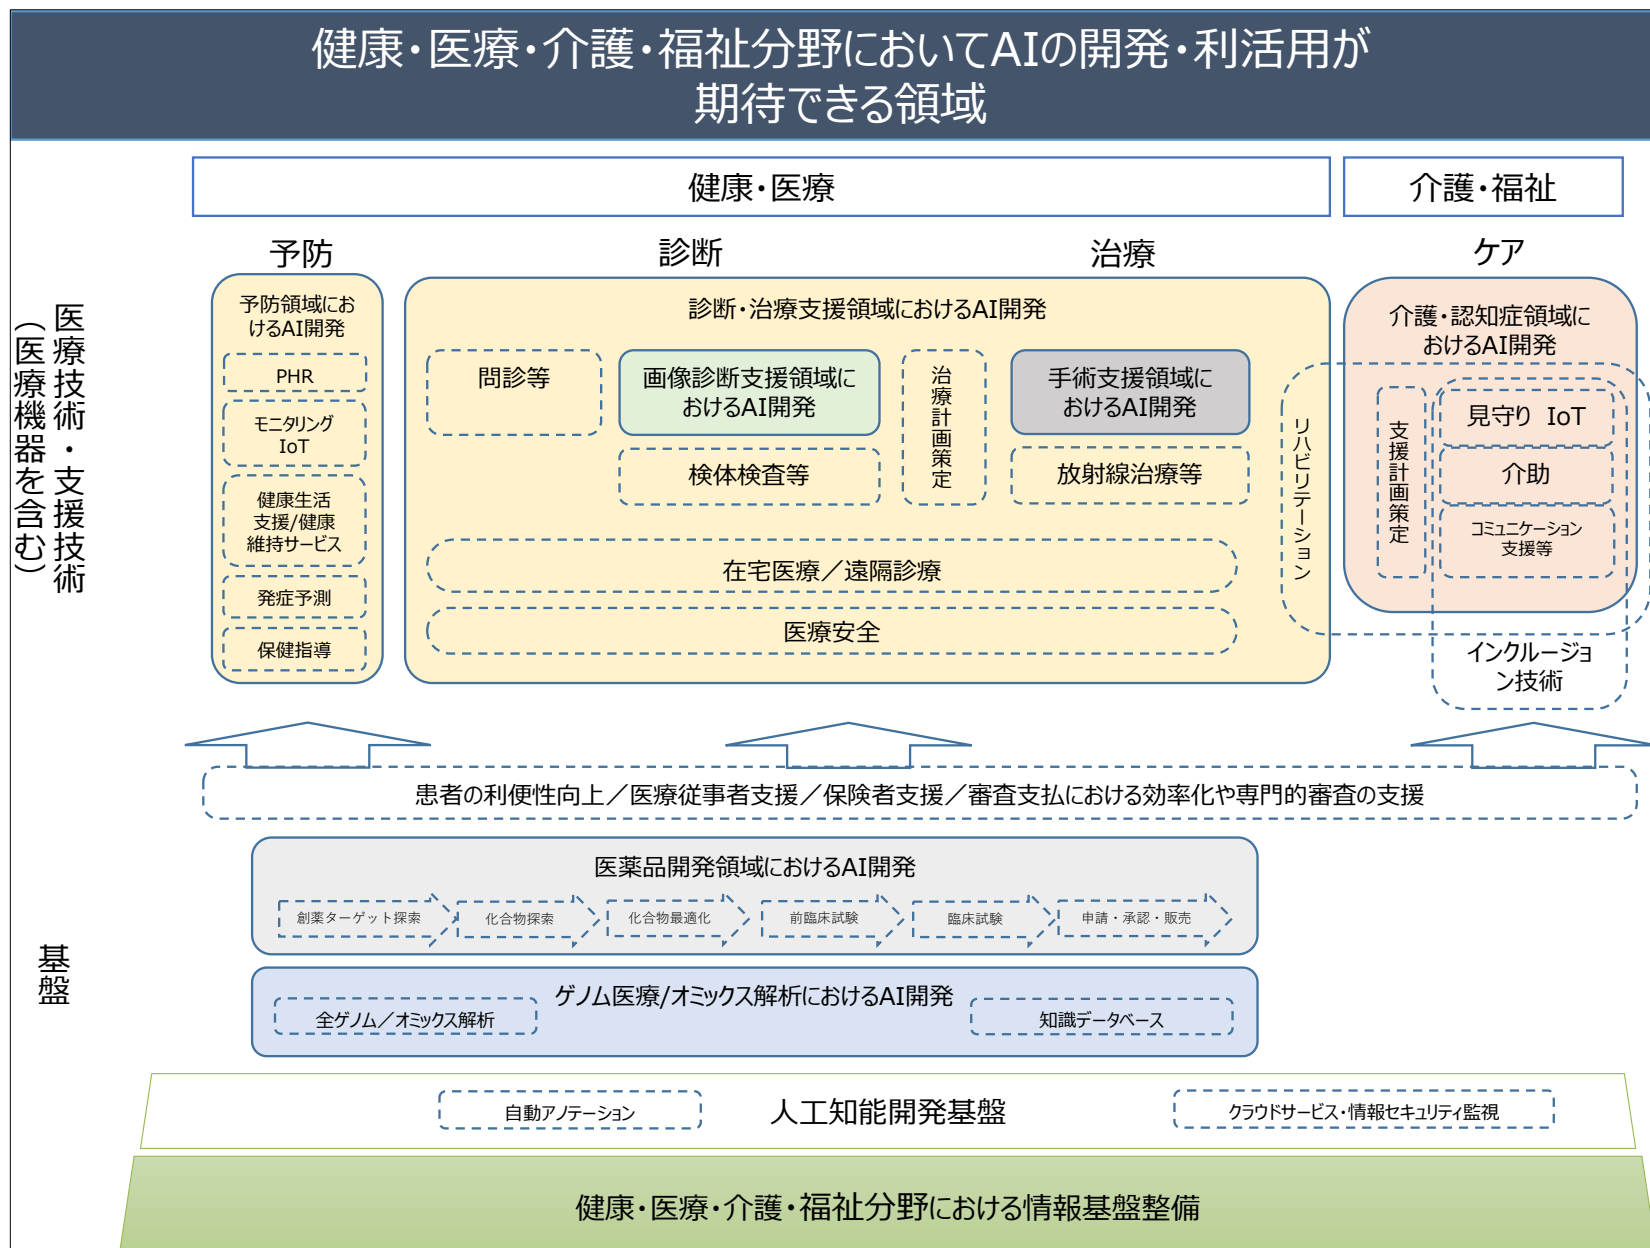 健康・医療・介護・福祉分野においてAIの開発・利活用が
期待できる領域
健康・医療
介護・福祉
医療技術・支援技術
（医療機器を含む）
予防
診断
治療
ケア
予防領域にお
けるAI開発
PHR
モニタリング
IoT
健康生活
支援/健康
維持サービス
発症予測
保健指導
診断・治療支援領域におけるAI開発
問診等
画像診断支援領域に
おけるAI開発
検体検査等
治療計画策定
手術支援領域に
おけるAI開発
放射線治療等
在宅医療／遠隔診療
医療安全
リハビリテーション
介護・認知症領域に
おけるAI開発
支援計画策定
見守り IoT
介助
コミュニケーション
支援等
インクルージョ
ン技術
患者の利便性向上／医療従事者支援／保険者支援／審査支払における効率化や専門的審査の支援
基盤
医薬品開発領域におけるAI開発
創薬ターゲット探索
化合物探索
化合物最適化
前臨床試験
臨床試験
申請・承認・販売
ゲノム医療/オミックス解析におけるAI開発
全ゲノム／オミックス解析
知識データベース
人工知能開発基盤
自動アノテーション
クラウドサービス・情報セキュリティ監視
健康・医療・介護・福祉分野における情報基盤整備